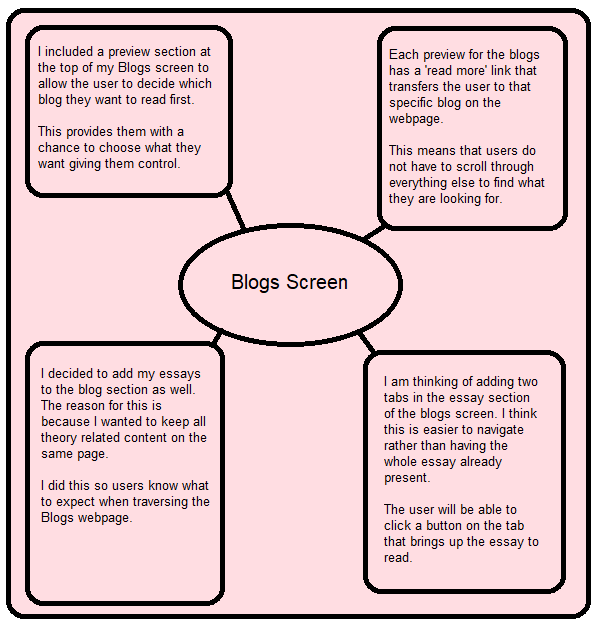 I included a preview section at
the top of my Blogs screen to
allow the user to decide which
blog they want to read first.
This provides them with a
chance to choose what they
want giving them control.
Each preview for the blogs
has a 'read more' link that
transfers the user to that
specific blog on the
webpage.
This means that users do
not have to scroll through
everything else to find what
they are looking for.
Blogs Screen
I decided to add my essays
to the blog section as well.
The reason for this is
because I wanted to keep all
theory related content on the
same page.
I did this so users know what
to expect when traversing the
Blogs webpage.
I am thinking of adding two
tabs in the essay section
of the blogs screen. I think
this is easier to navigate
rather than having the
whole essay already
present.
The user will be able to
click a button on the tab
that brings up the essay to
read.